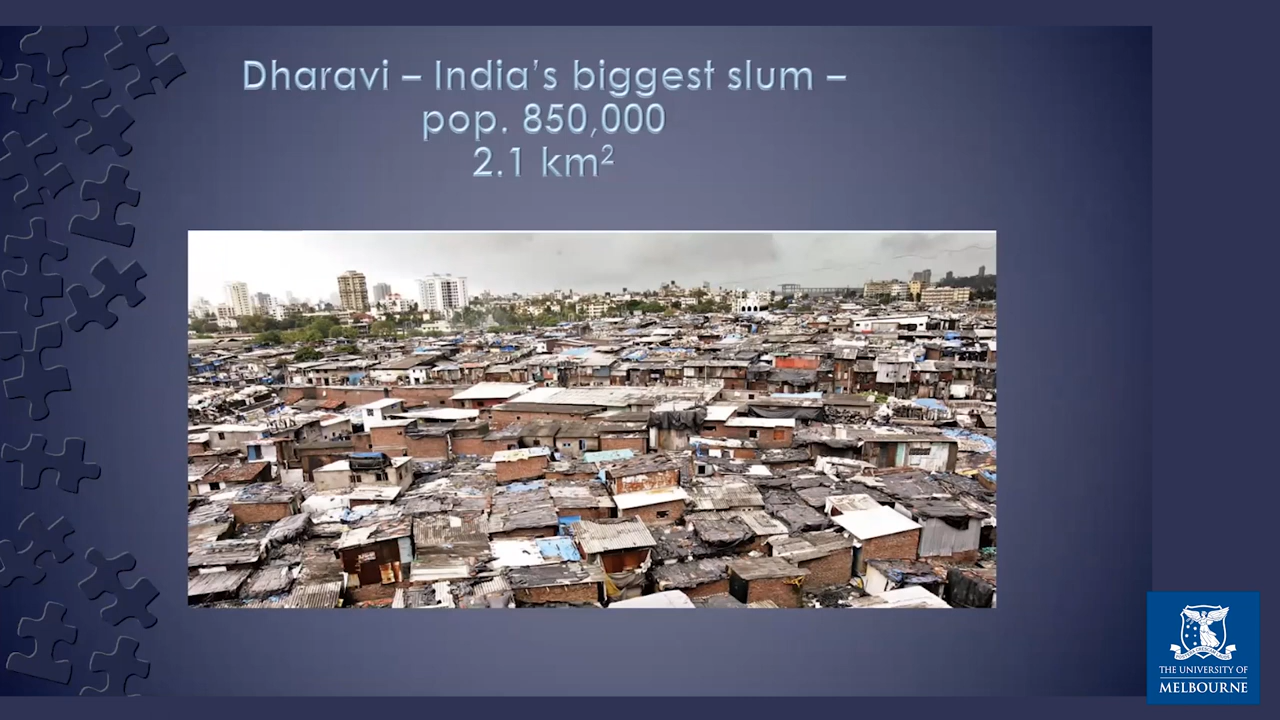 Dharavi – India's biggest slum –
pop. 850,000
2.1 km²
THE UNIVERSITY OF
MELBOURNE